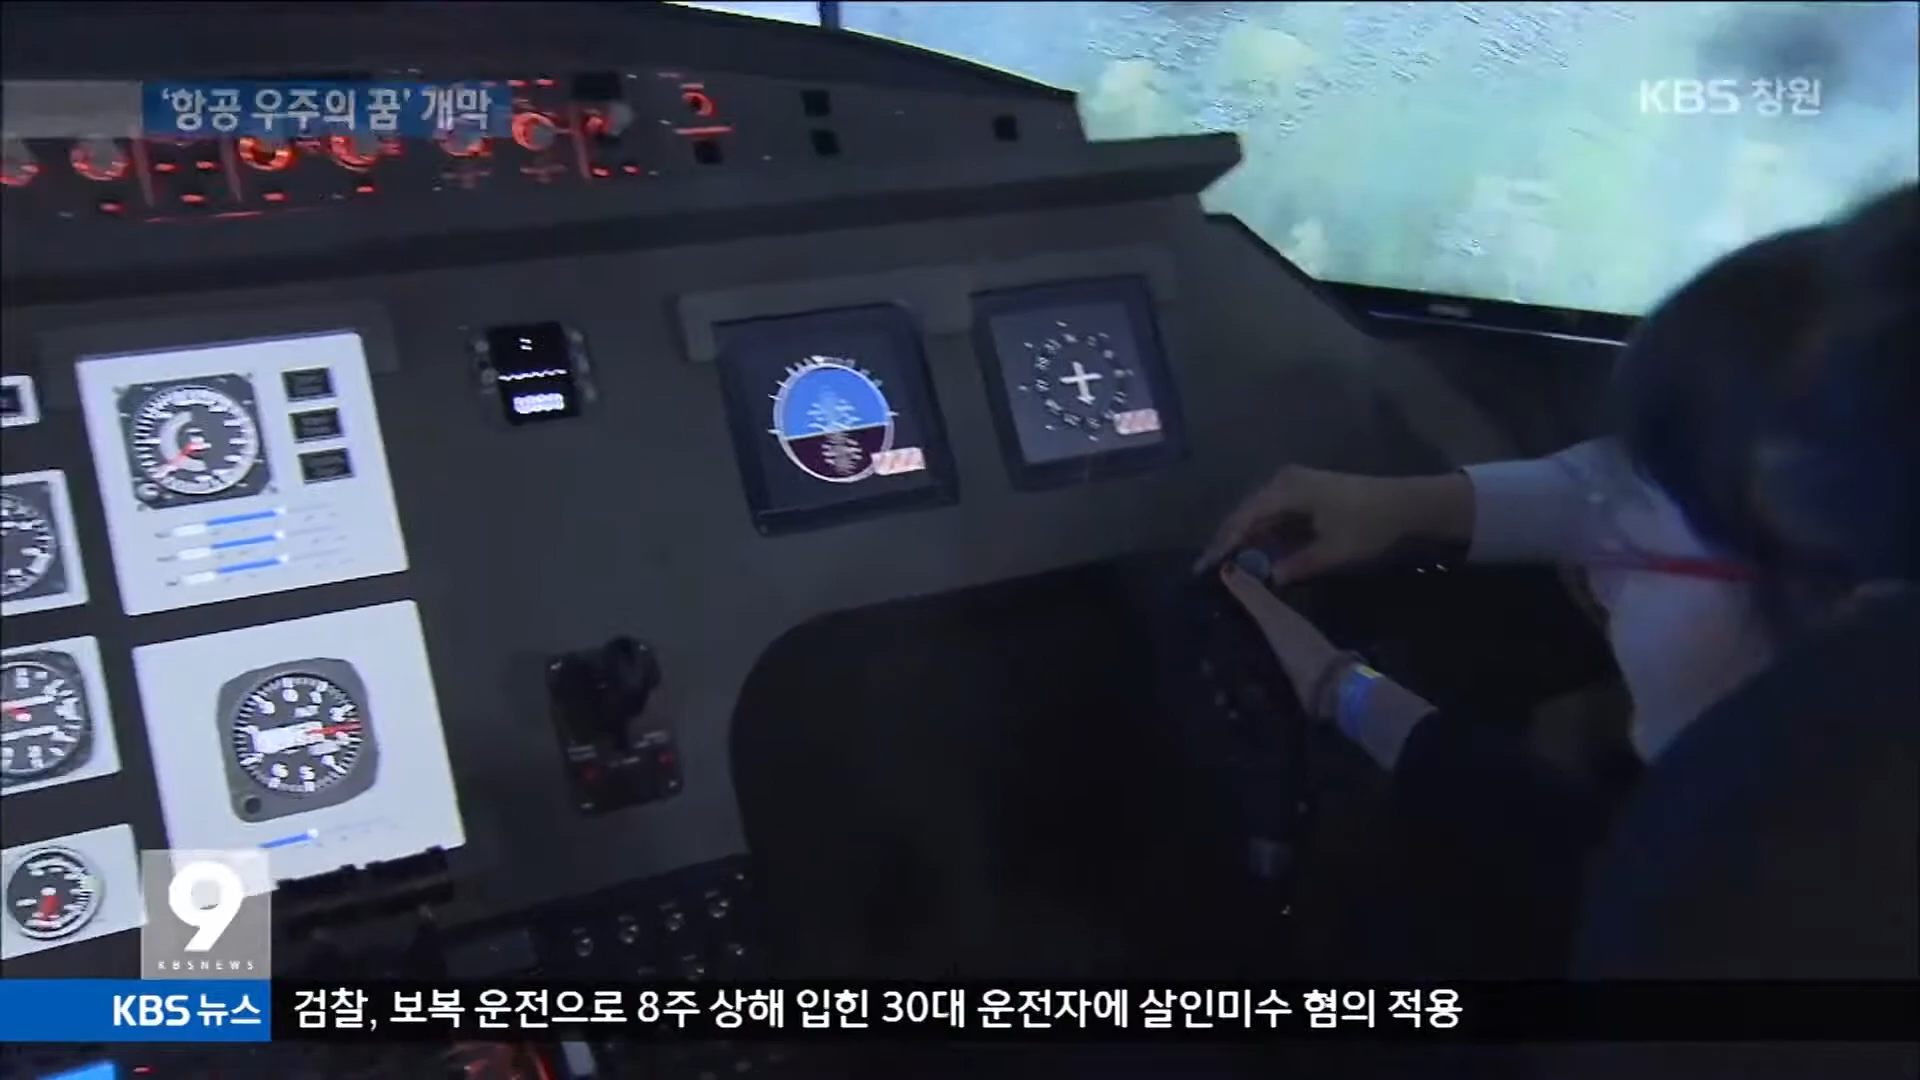 ‘항공 우주의 꿈’ 개막
KBS 창원
9
KBSNEWS
KBS 뉴스
검찰, 보복 운전으로 8주 상해 입힌 30대 운전자에 살인미수 혐의 적용